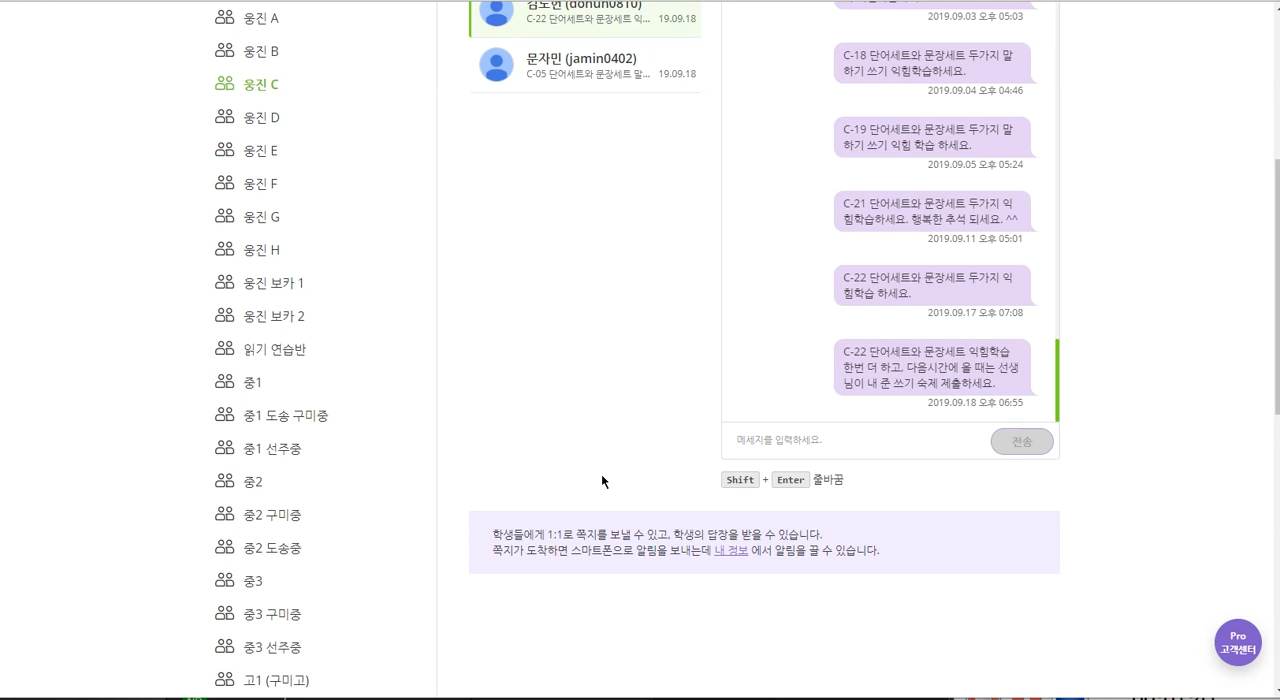 웅진 A
웅진 B
웅진 C
웅진 D
웅진 E
웅진 F
웅진 G
웅진 H
웅진 보카 1
웅진 보카 2
읽기 연습반
중1
중1 도송 구미중
중1 선주중
중2
중2 구미중
중2 도송중
중3
중3 구미중
중3 선주중
고1 (구미고)
C-22 단어세트와 문장세트 익... 19.09.18
문자민 (jamin0402)
C-05 단어세트와 문장세트 말... 19.09.18
2019.09.03 오후 05:03
C-18 단어세트와 문장세트 두가지 말
하기 쓰기 익힘학습하세요.
2019.09.04 오후 04:46
C-19 단어세트와 문장세트 두가지 말
하기 쓰기 익힘 학습 하세요.
2019.09.05 오후 05:24
C-21 단어세트와 문장세트 두가지 익
힘학습하세요. 행복한 추석 되세요. ^^
2019.09.11 오후 05:01
C-22 단어세트와 문장세트 두가지 익
힘학습 하세요.
2019.09.17 오후 07:08
C-22 단어세트와 문장세트 익힘학습
한번 더 하고, 다음시간에 올 때는 선생
님이 내 준 쓰기 숙제 제출하세요.
2019.09.18 오후 06:55
메세지를 입력하세요.
전송
Shift + Enter 줄바꿈
학생들에게 1:1로 쪽지를 보낼 수 있고, 학생의 답장을 받을 수 있습니다.
쪽지가 도착하면 스마트폰으로 알림을 보내는데 내 정보 에서 알림을 끌 수 있습니다.
Pro
고객센터